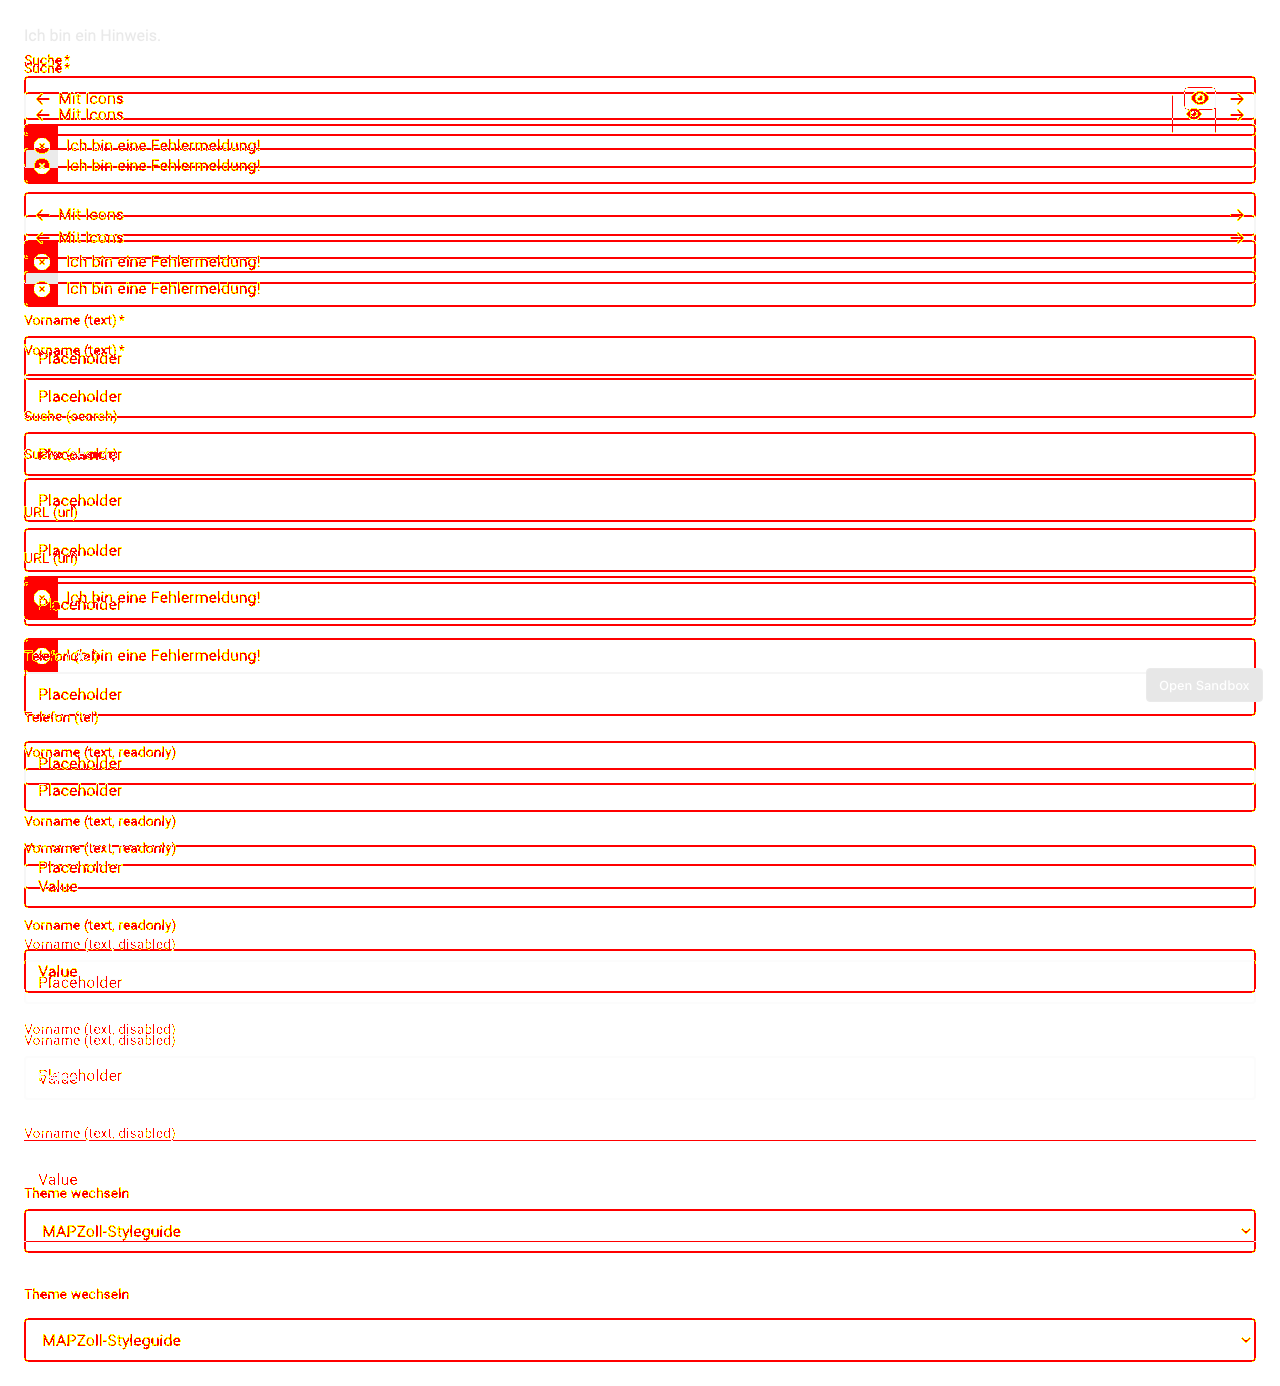 Ich bin ein Hinweis.
Suche *
Suche *
Mit Icons
Mit Icons
Ich bin eine Fehlermeldung!
Ich bin eine Fehlermeldung!
Mit Icons
Mit Icons
Ich bin eine Fehlermeldung!
Ich bin eine Fehlermeldung!
Vorname (text) *
Vorname (text) *
Placeholder
Placeholder
Suche (search)
Suche (search)
Placeholder
Placeholder
URL (url)
Placeholder
URL (url)
Ich bin eine Fehlermeldung!
Placeholder
Ich bin eine Fehlermeldung!
Telefon (tel)
Open Sandbox
Placeholder
Telefon (tel)
Vorname (text, readonly)
Placeholder
Placeholder
Vorname (text, readonly)
Vorname (text, readonly)
Placeholder
Value
Vorname (text, readonly)
Vorname (text, disabled)
Value
Placeholder
Vorname (text, disabled)
Vorname (text, disabled)
Placeholder
Value
Vorname (text, disabled)
Value
Theme wechseln
MAPZoll-Styleguide
Theme wechseln
MAPZoll-Styleguide